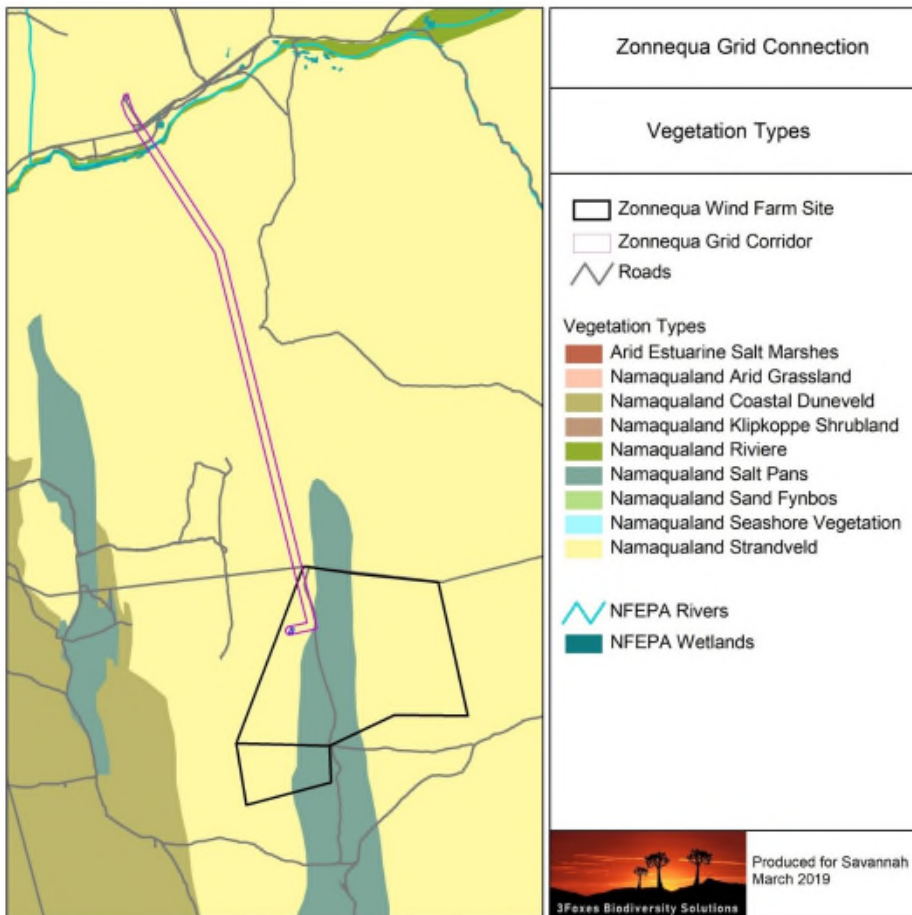 Zonnequa Grid Connection
Vegetation Types
Zonnequa Wind Farm Site
Zonnequa Grid Corridor
Roads
Vegetation Types
Arid Estuarine Salt Marshes
Namaqualand Arid Grassland
Namaqualand Coastal Duneveld
Namaqualand Klipkoppe Shrubland
Namaqualand Riviere
Namaqualand Salt Pans
Namaqualand Sand Fynbos
Namaqualand Seashore Vegetation
Namaqualand Strandveld
NFEPA Rivers
NFEPA Wetlands
Produced for Savannah
March 2019
3Foxes Biodiversity Solutions